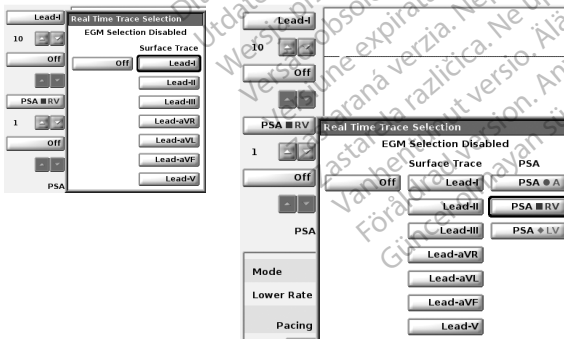 Lead-I
10
Off
PSA ■ RV
1
Off
PSA
Real Time Trace Selection
EGM Selection Disabled
Surface Trace
Off
Lead-I
Lead-II
Lead-III
Lead-aVR
Lead-aVL
Lead-aVF
Lead-V
Lead-I
10
Off
PSA ■ RV
1
Off
PSA
Mode
Lower Rate
Pacing
Real Time Trace Selection
EGM Selection Disabled
Surface Trace PSA
Off Lead-I PSA ● A
Lead-II PSA ■ RV
Lead-III PSA ◆ LV
Lead-aVR
Lead-aVL
Lead-aVF
Lead-V